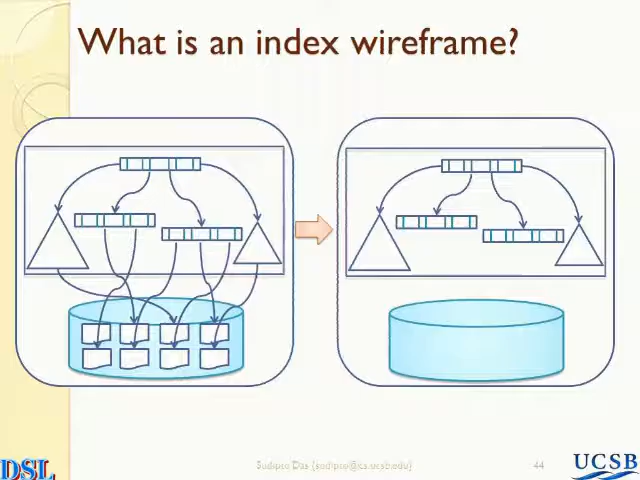 What is an index wireframe?
Sudipto Das {sudipto@cs.ucsb.edu}
44
DSL
UCSB